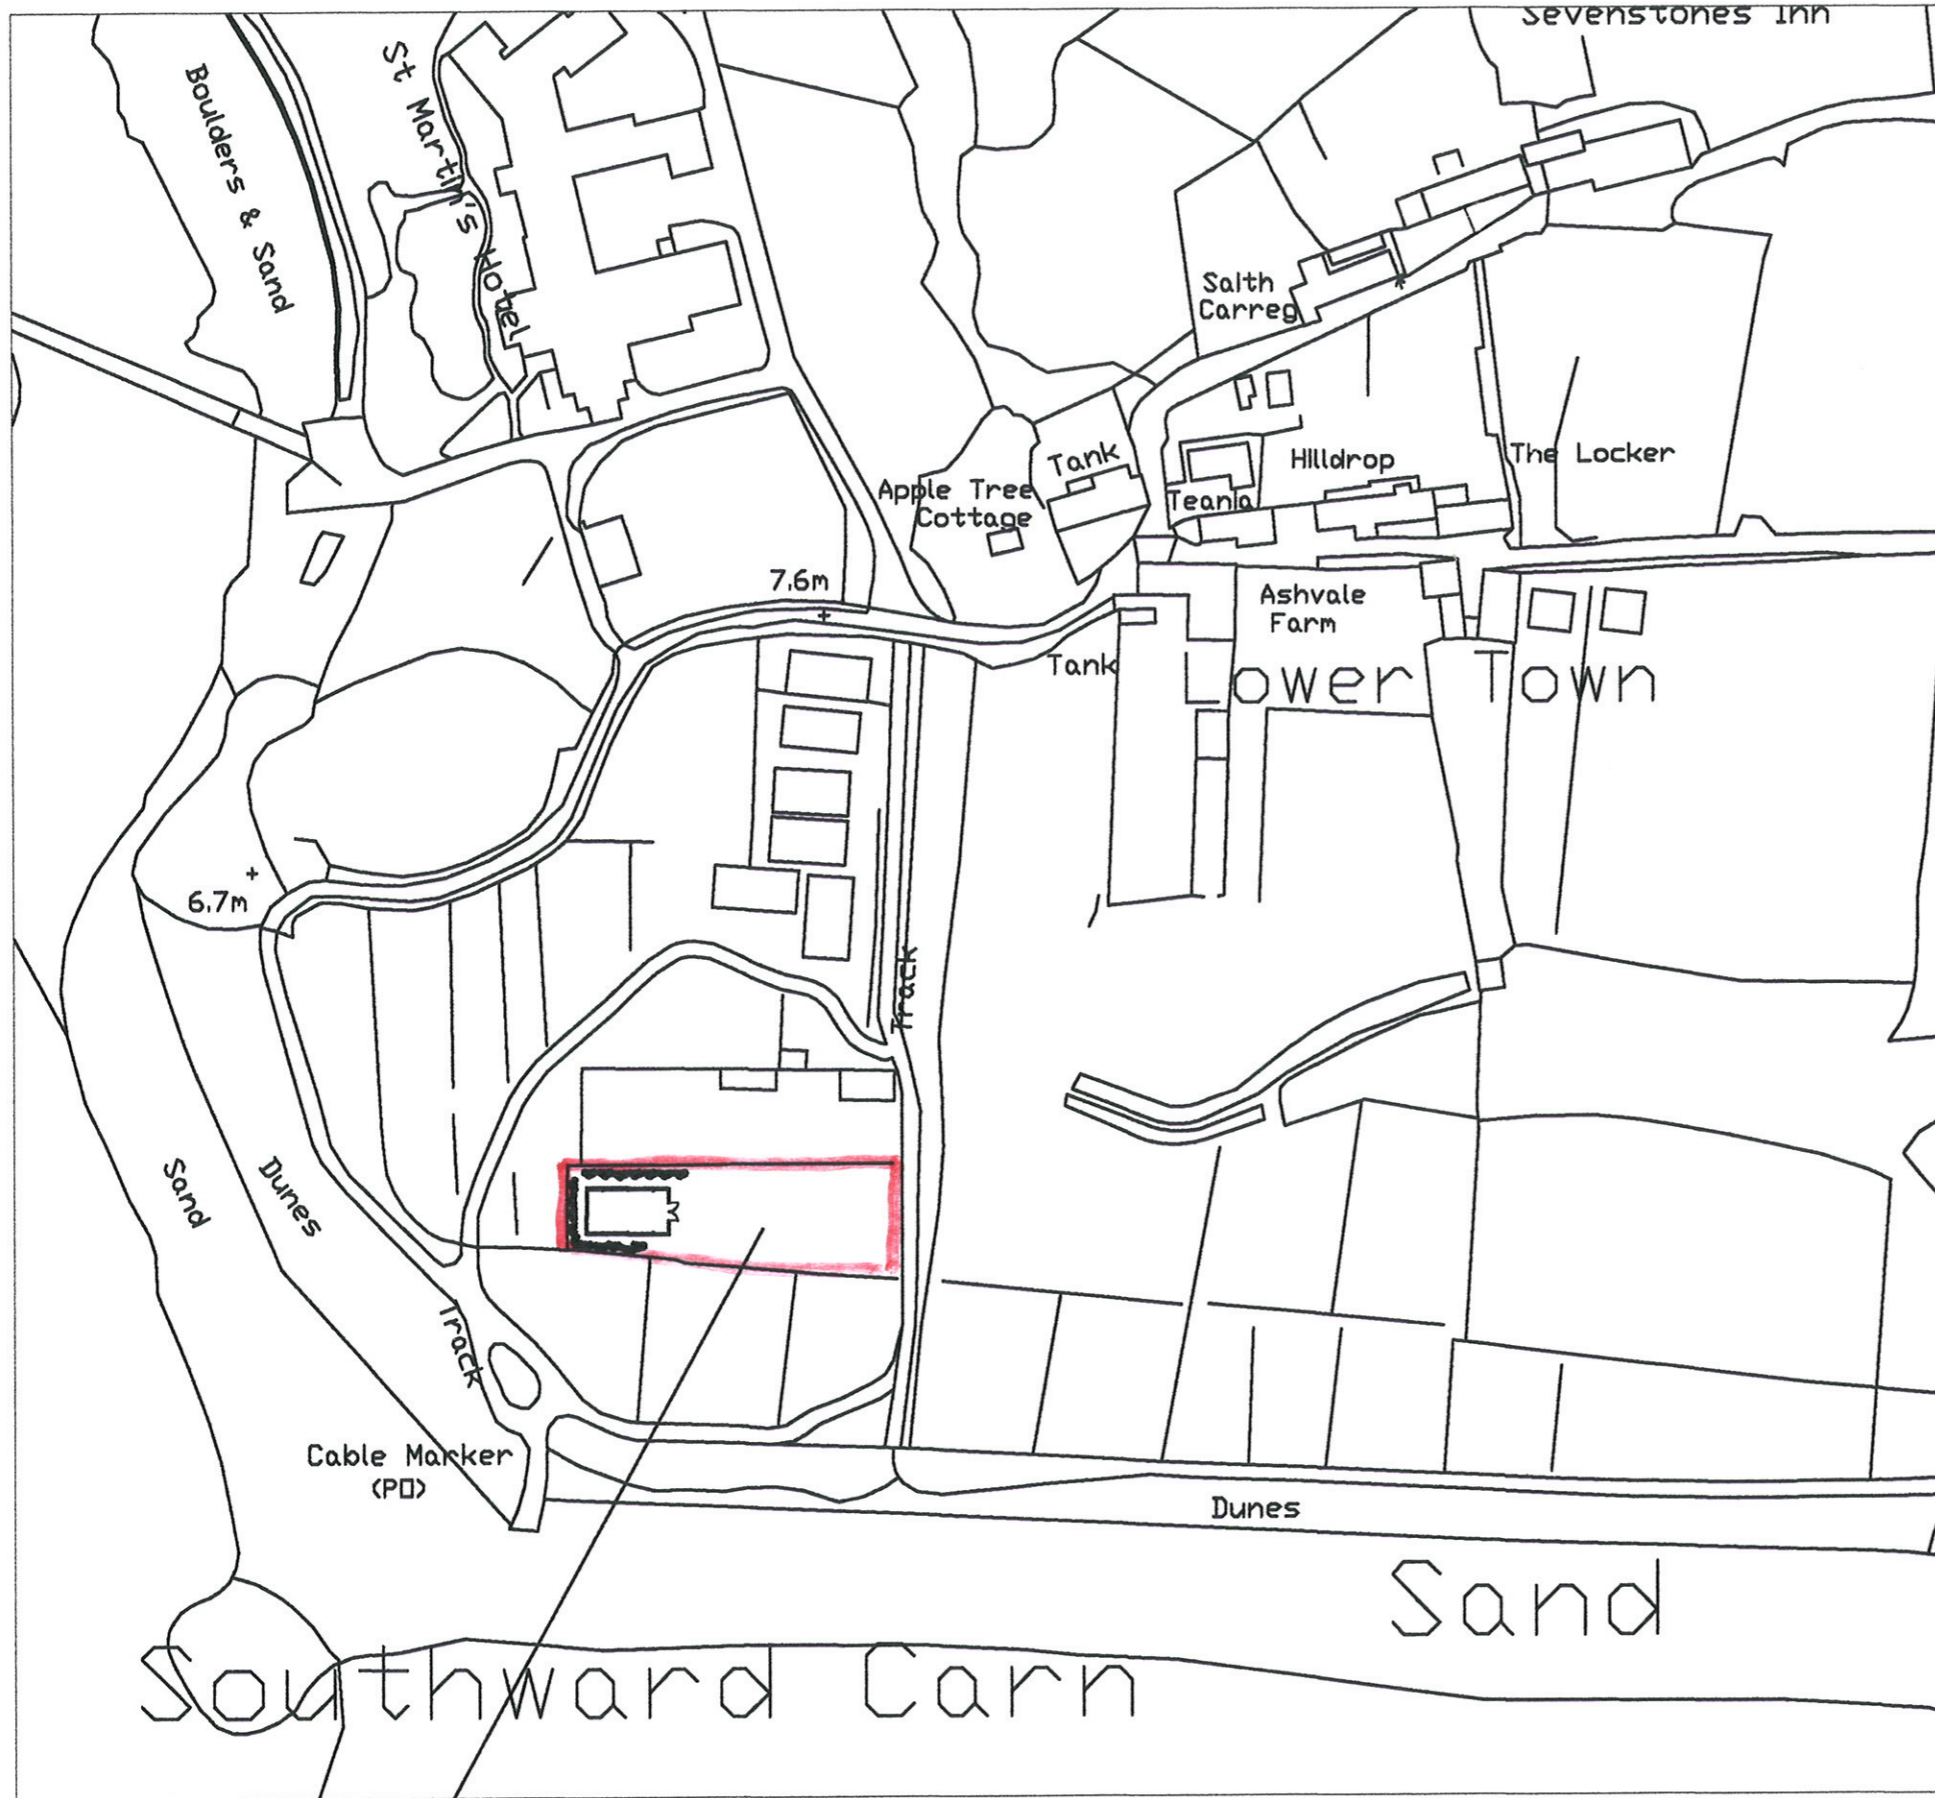 Sevenstones Inn
St Martin's Hotel
Boulders & Sand
Salth
Carreg
Tank
Hilldrop
The Locker
Apple Tree
Cottage
Teania
7.6m
Ashvale
Farm
Tank
Lower Town
6.7m
Track
Sand
Dunes
Track
Cable Marker
(PO)
Dunes
Sand
Southward Carn